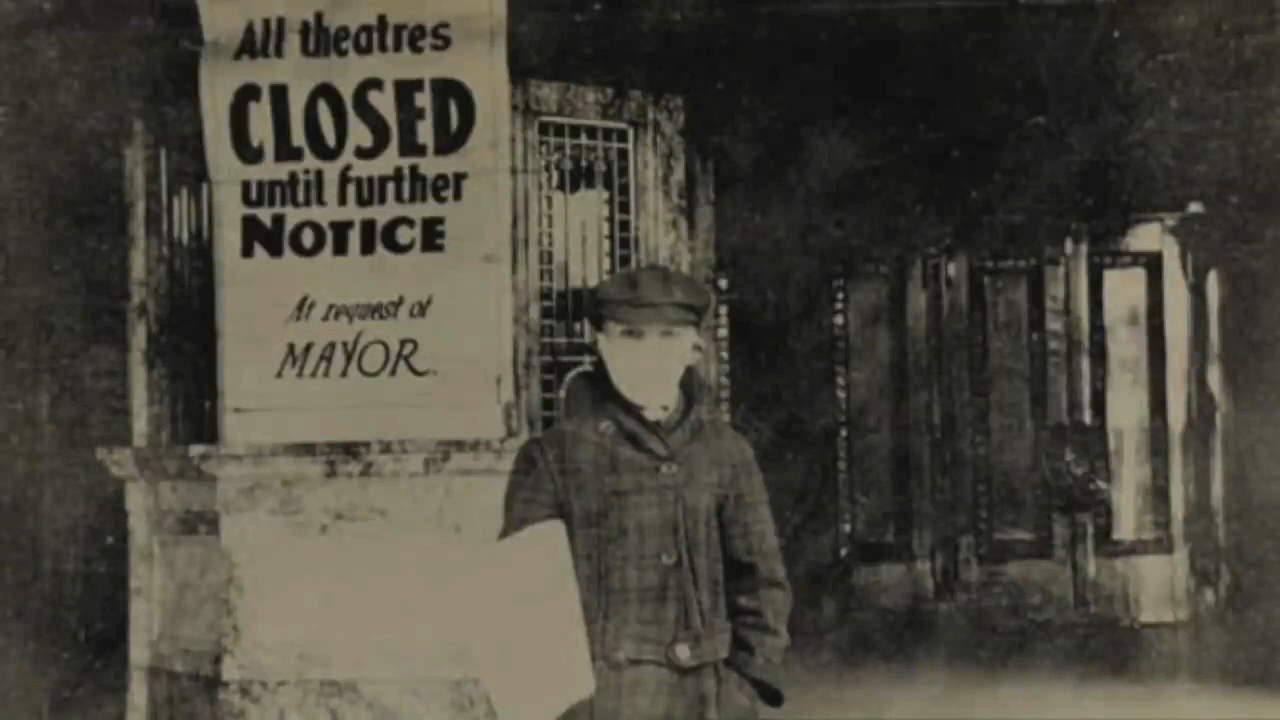 All theatres
CLOSED
until further
NOTICE
At request of
MAYOR.